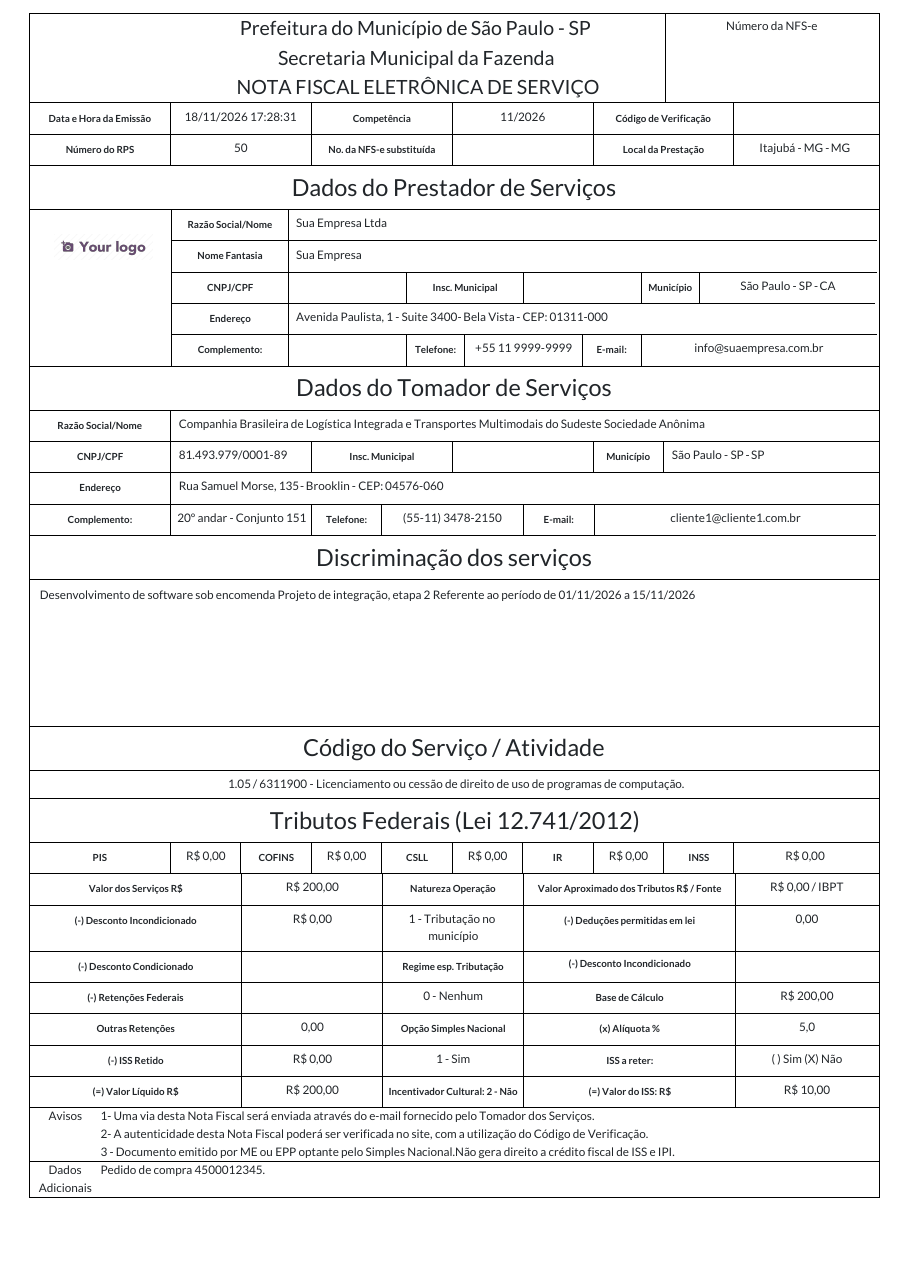 Prefeitura do Município de São Paulo - SP
Secretaria Municipal da Fazenda
NOTA FISCAL ELETRÔNICA DE SERVIÇO
Número da NFS-e
Data e Hora da Emissão 18/11/2026 17:28:31 Competência 11/2026 Código de Verificação
Número do RPS 50 No. da NFS-e substituída Local da Prestação Itajubá - MG - MG
Dados do Prestador de Serviços
Your logo
Razão Social/Nome Sua Empresa Ltda
Nome Fantasia Sua Empresa
CNPJ/CPF Insc. Municipal Município São Paulo - SP - CA
Endereço Avenida Paulista, 1 - Suite 3400- Bela Vista - CEP: 01311-000
Complemento: Telefone: +55 11 9999-9999 E-mail: info@suaempresa.com.br
Dados do Tomador de Serviços
Razão Social/Nome Companhia Brasileira de Logística Integrada e Transportes Multimodais do Sudeste Sociedade Anônima
CNPJ/CPF 81.493.979/0001-89 Insc. Municipal Município São Paulo - SP - SP
Endereço Rua Samuel Morse, 135 - Brooklin - CEP: 04576-060
Complemento: 20º andar - Conjunto 151 Telefone: (55-11) 3478-2150 E-mail: cliente1@cliente1.com.br
Discriminação dos serviços
Desenvolvimento de software sob encomenda Projeto de integração, etapa 2 Referente ao período de 01/11/2026 a 15/11/2026
Código do Serviço / Atividade
1.05 / 6311900 - Licenciamento ou cessão de direito de uso de programas de computação.
Tributos Federais (Lei 12.741/2012)
PIS R$ 0,00 COFINS R$ 0,00 CSLL R$ 0,00 IR R$ 0,00 INSS R$ 0,00
Valor dos Serviços R$ R$ 200,00 Natureza Operação Valor Aproximado dos Tributos R$ / Fonte R$ 0,00 / IBPT
(-) Desconto Incondicionado R$ 0,00 1 - Tributação no município (-) Deduções permitidas em lei 0,00
(-) Desconto Condicionado Regime esp. Tributação (-) Desconto Incondicionado
(-) Retenções Federais 0 - Nenhum Base de Cálculo R$ 200,00
Outras Retenções 0,00 Opção Simples Nacional (x) Alíquota % 5,0
(-) ISS Retido R$ 0,00 1 - Sim ISS a reter: ( ) Sim (X) Não
(=) Valor Líquido R$ R$ 200,00 Incentivador Cultural: 2 - Não (=) Valor do ISS: R$ R$ 10,00
Avisos 1- Uma via desta Nota Fiscal será enviada através do e-mail fornecido pelo Tomador dos Serviços.
2- A autenticidade desta Nota Fiscal poderá ser verificada no site, com a utilização do Código de Verificação.
3 - Documento emitido por ME ou EPP optante pelo Simples Nacional.Não gera direito a crédito fiscal de ISS e IPI.
Dados Adicionais Pedido de compra 4500012345.